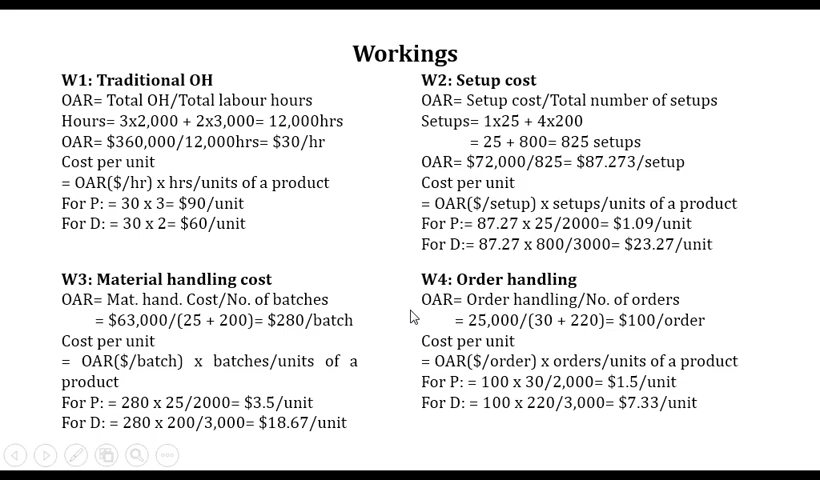 Workings
W1: Traditional OH
OAR= Total OH/Total labour hours
Hours= 3x2,000 + 2x3,000= 12,000hrs
OAR= $360,000/12,000hrs= $30/hr
Cost per unit
= OAR($/hr) x hrs/units of a product
For P: = 30 x 3= $90/unit
For D: = 30 x 2= $60/unit
W2: Setup cost
OAR= Setup cost/Total number of setups
Setups= 1x25 + 4x200
= 25 + 800= 825 setups
OAR= $72,000/825= $87.273/setup
Cost per unit
= OAR($/setup) x setups/units of a product
For P:= 87.27 x 25/2000= $1.09/unit
For D:= 87.27 x 800/3000= $23.27/unit
W3: Material handling cost
OAR= Mat. hand. Cost/No. of batches
= $63,000/(25 + 200)= $280/batch
Cost per unit
= OAR($/batch) x batches/units of a
product
For P: = 280 x 25/2000= $3.5/unit
For D: = 280 x 200/3,000= $18.67/unit
W4: Order handling
OAR= Order handling/No. of orders
= 25,000/(30 + 220)= $100/order
Cost per unit
= OAR($/order) x orders/units of a product
For P: = 100 x 30/2,000= $1.5/unit
For D: = 100 x 220/3,000= $7.33/unit